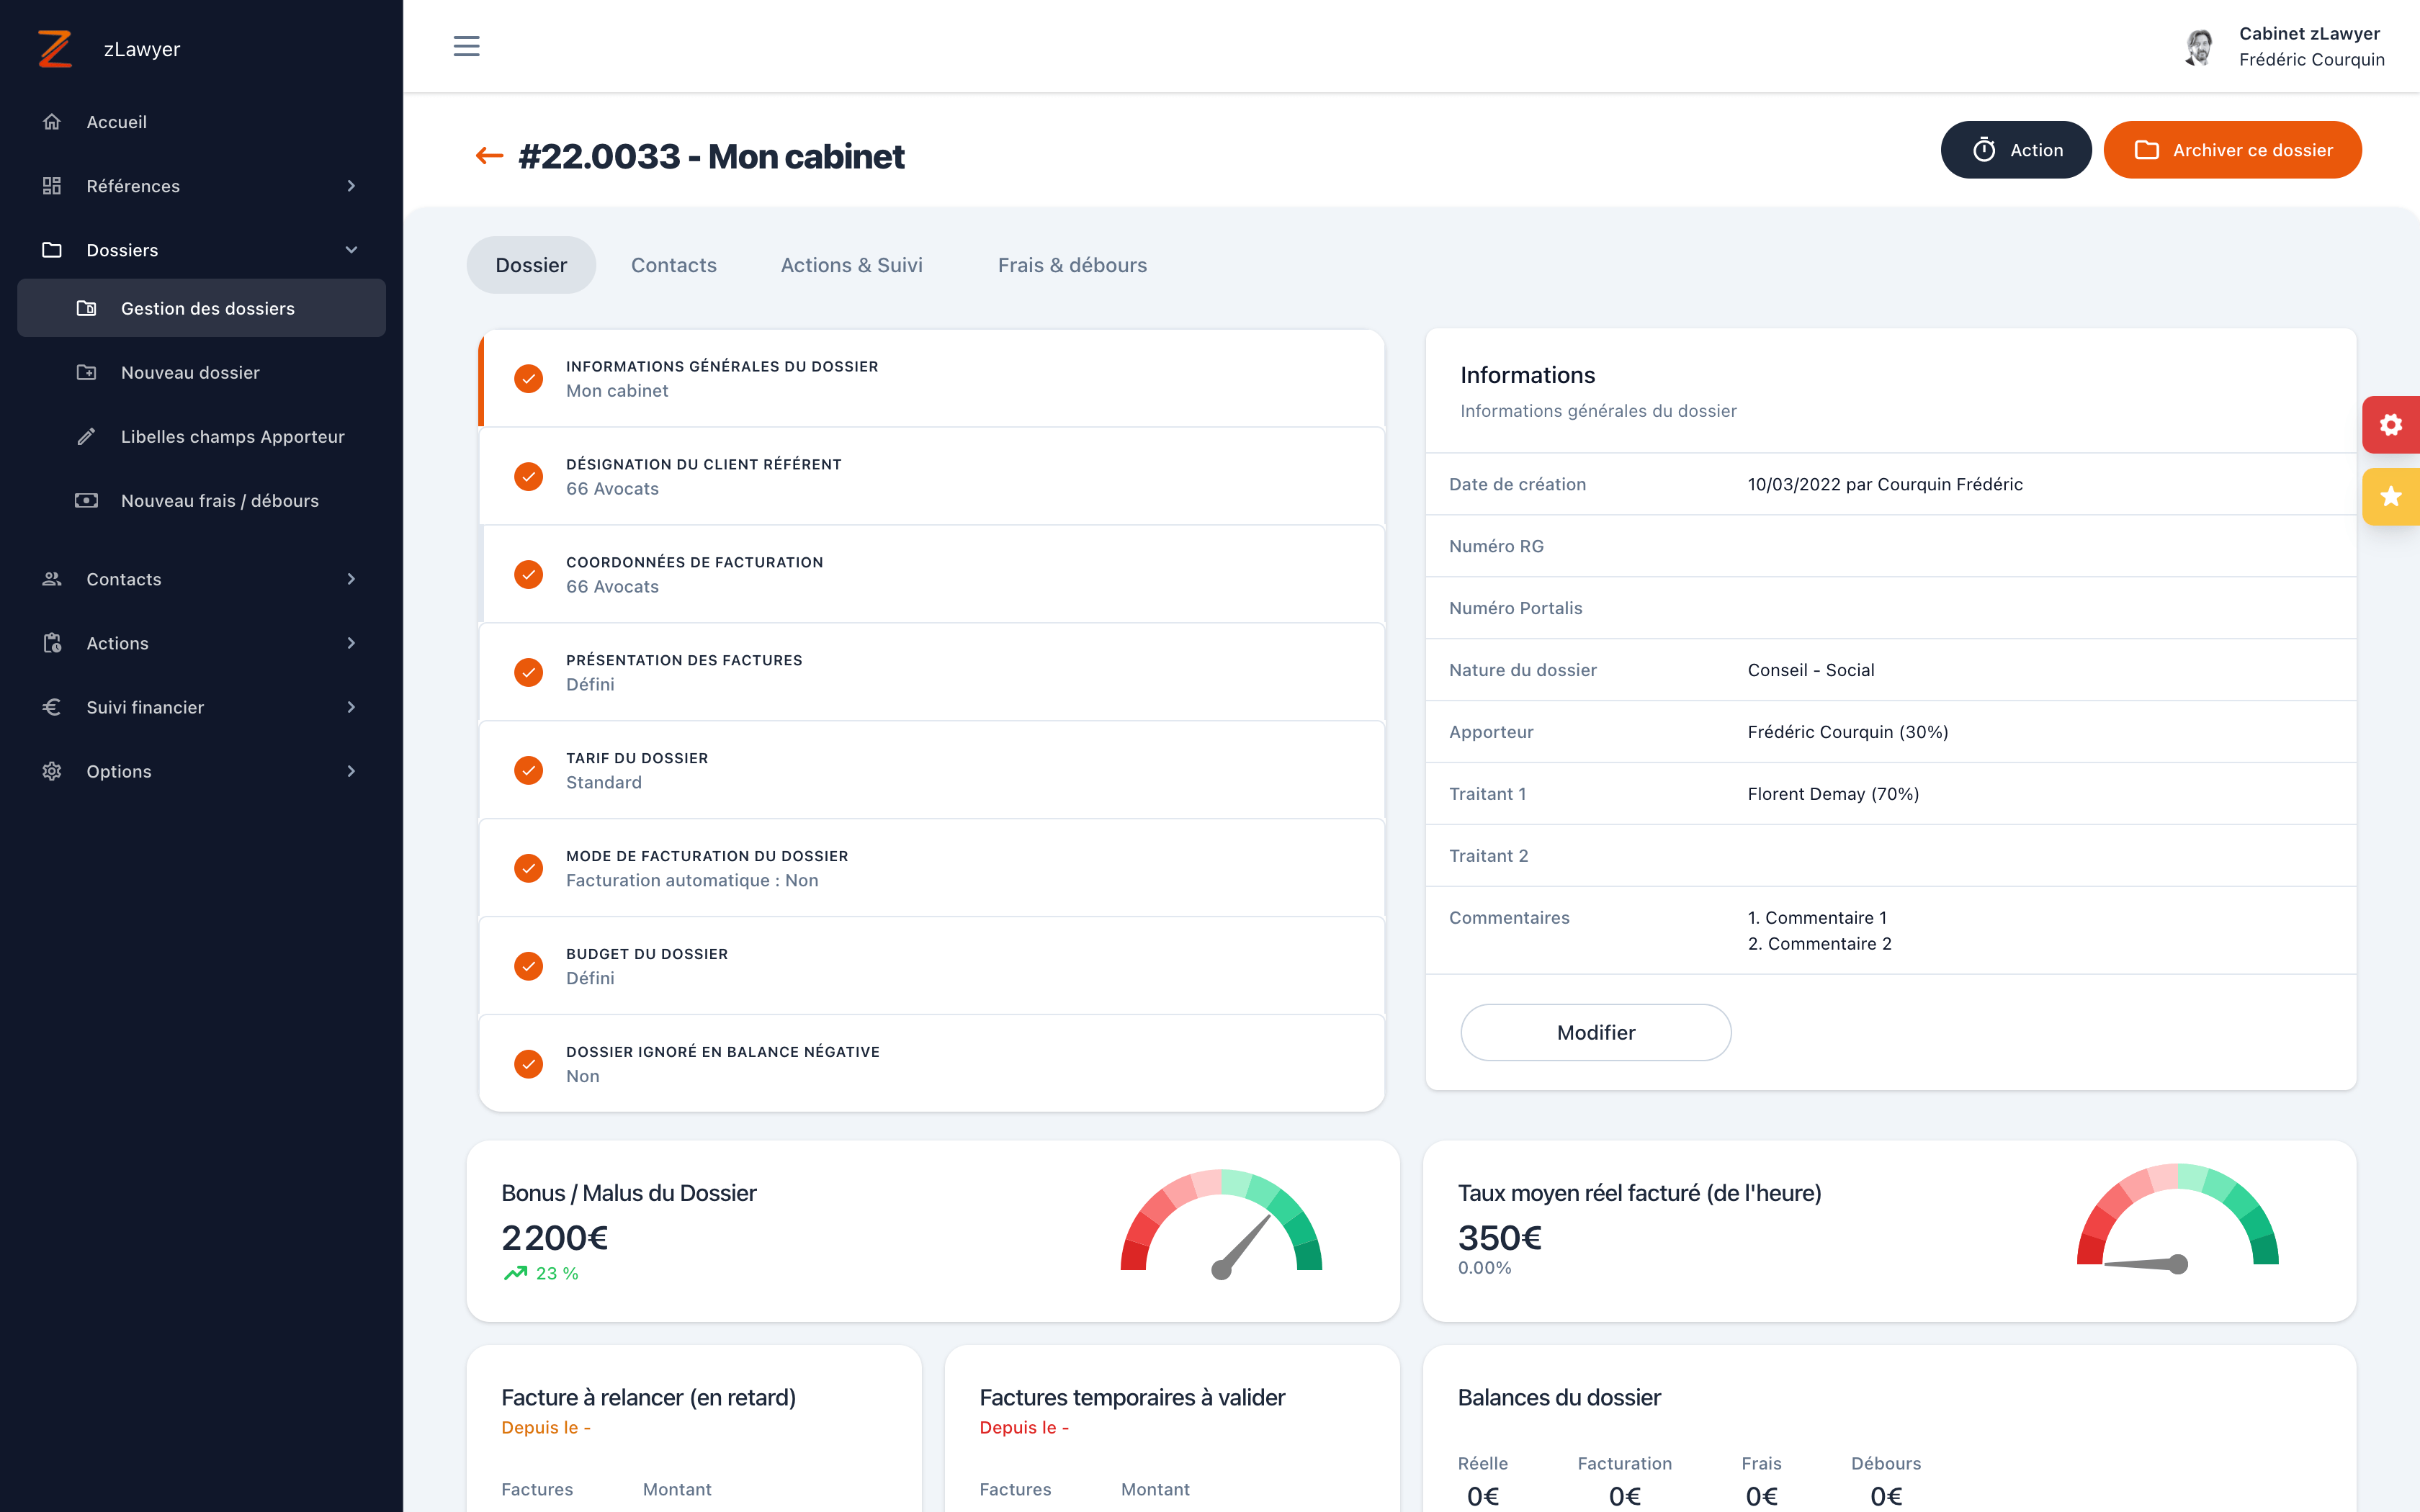 zLawyer
Accueil
Références
Dossiers
Gestion des dossiers
Nouveau dossier
Libelles champs Apporteur
Nouveau frais / débours
Contacts
Actions
Suivi financier
Options
Cabinet zLawyer
Frédéric Courquin
#22.0033 - Mon cabinet
Action
Archiver ce dossier
Dossier
Contacts
Actions & Suivi
Frais & débours
INFORMATIONS GÉNÉRALES DU DOSSIER
Mon cabinet
DÉSIGNATION DU CLIENT RÉFÉRENT
66 Avocats
COORDONNÉES DE FACTURATION
66 Avocats
PRÉSENTATION DES FACTURES
Défini
TARIF DU DOSSIER
Standard
MODE DE FACTURATION DU DOSSIER
Facturation automatique : Non
BUDGET DU DOSSIER
Défini
DOSSIER IGNORÉ EN BALANCE NÉGATIVE
Non
Informations
Informations générales du dossier
Date de création 10/03/2022 par Courquin Frédéric
Numéro RG
Numéro Portalis
Nature du dossier Conseil - Social
Apporteur Frédéric Courquin (30%)
Traitant 1 Florent Demay (70%)
Traitant 2
Commentaires 1. Commentaire 1
2. Commentaire 2
Modifier
Bonus / Malus du Dossier
2 200€
23 %
Taux moyen réel facturé (de l'heure)
350€
0.00%
Facture à relancer (en retard)
Depuis le -
Factures Montant
Factures temporaires à valider
Depuis le -
Factures Montant
Balances du dossier
Réelle Facturation Frais Débours
0€ 0€ 0€ 0€